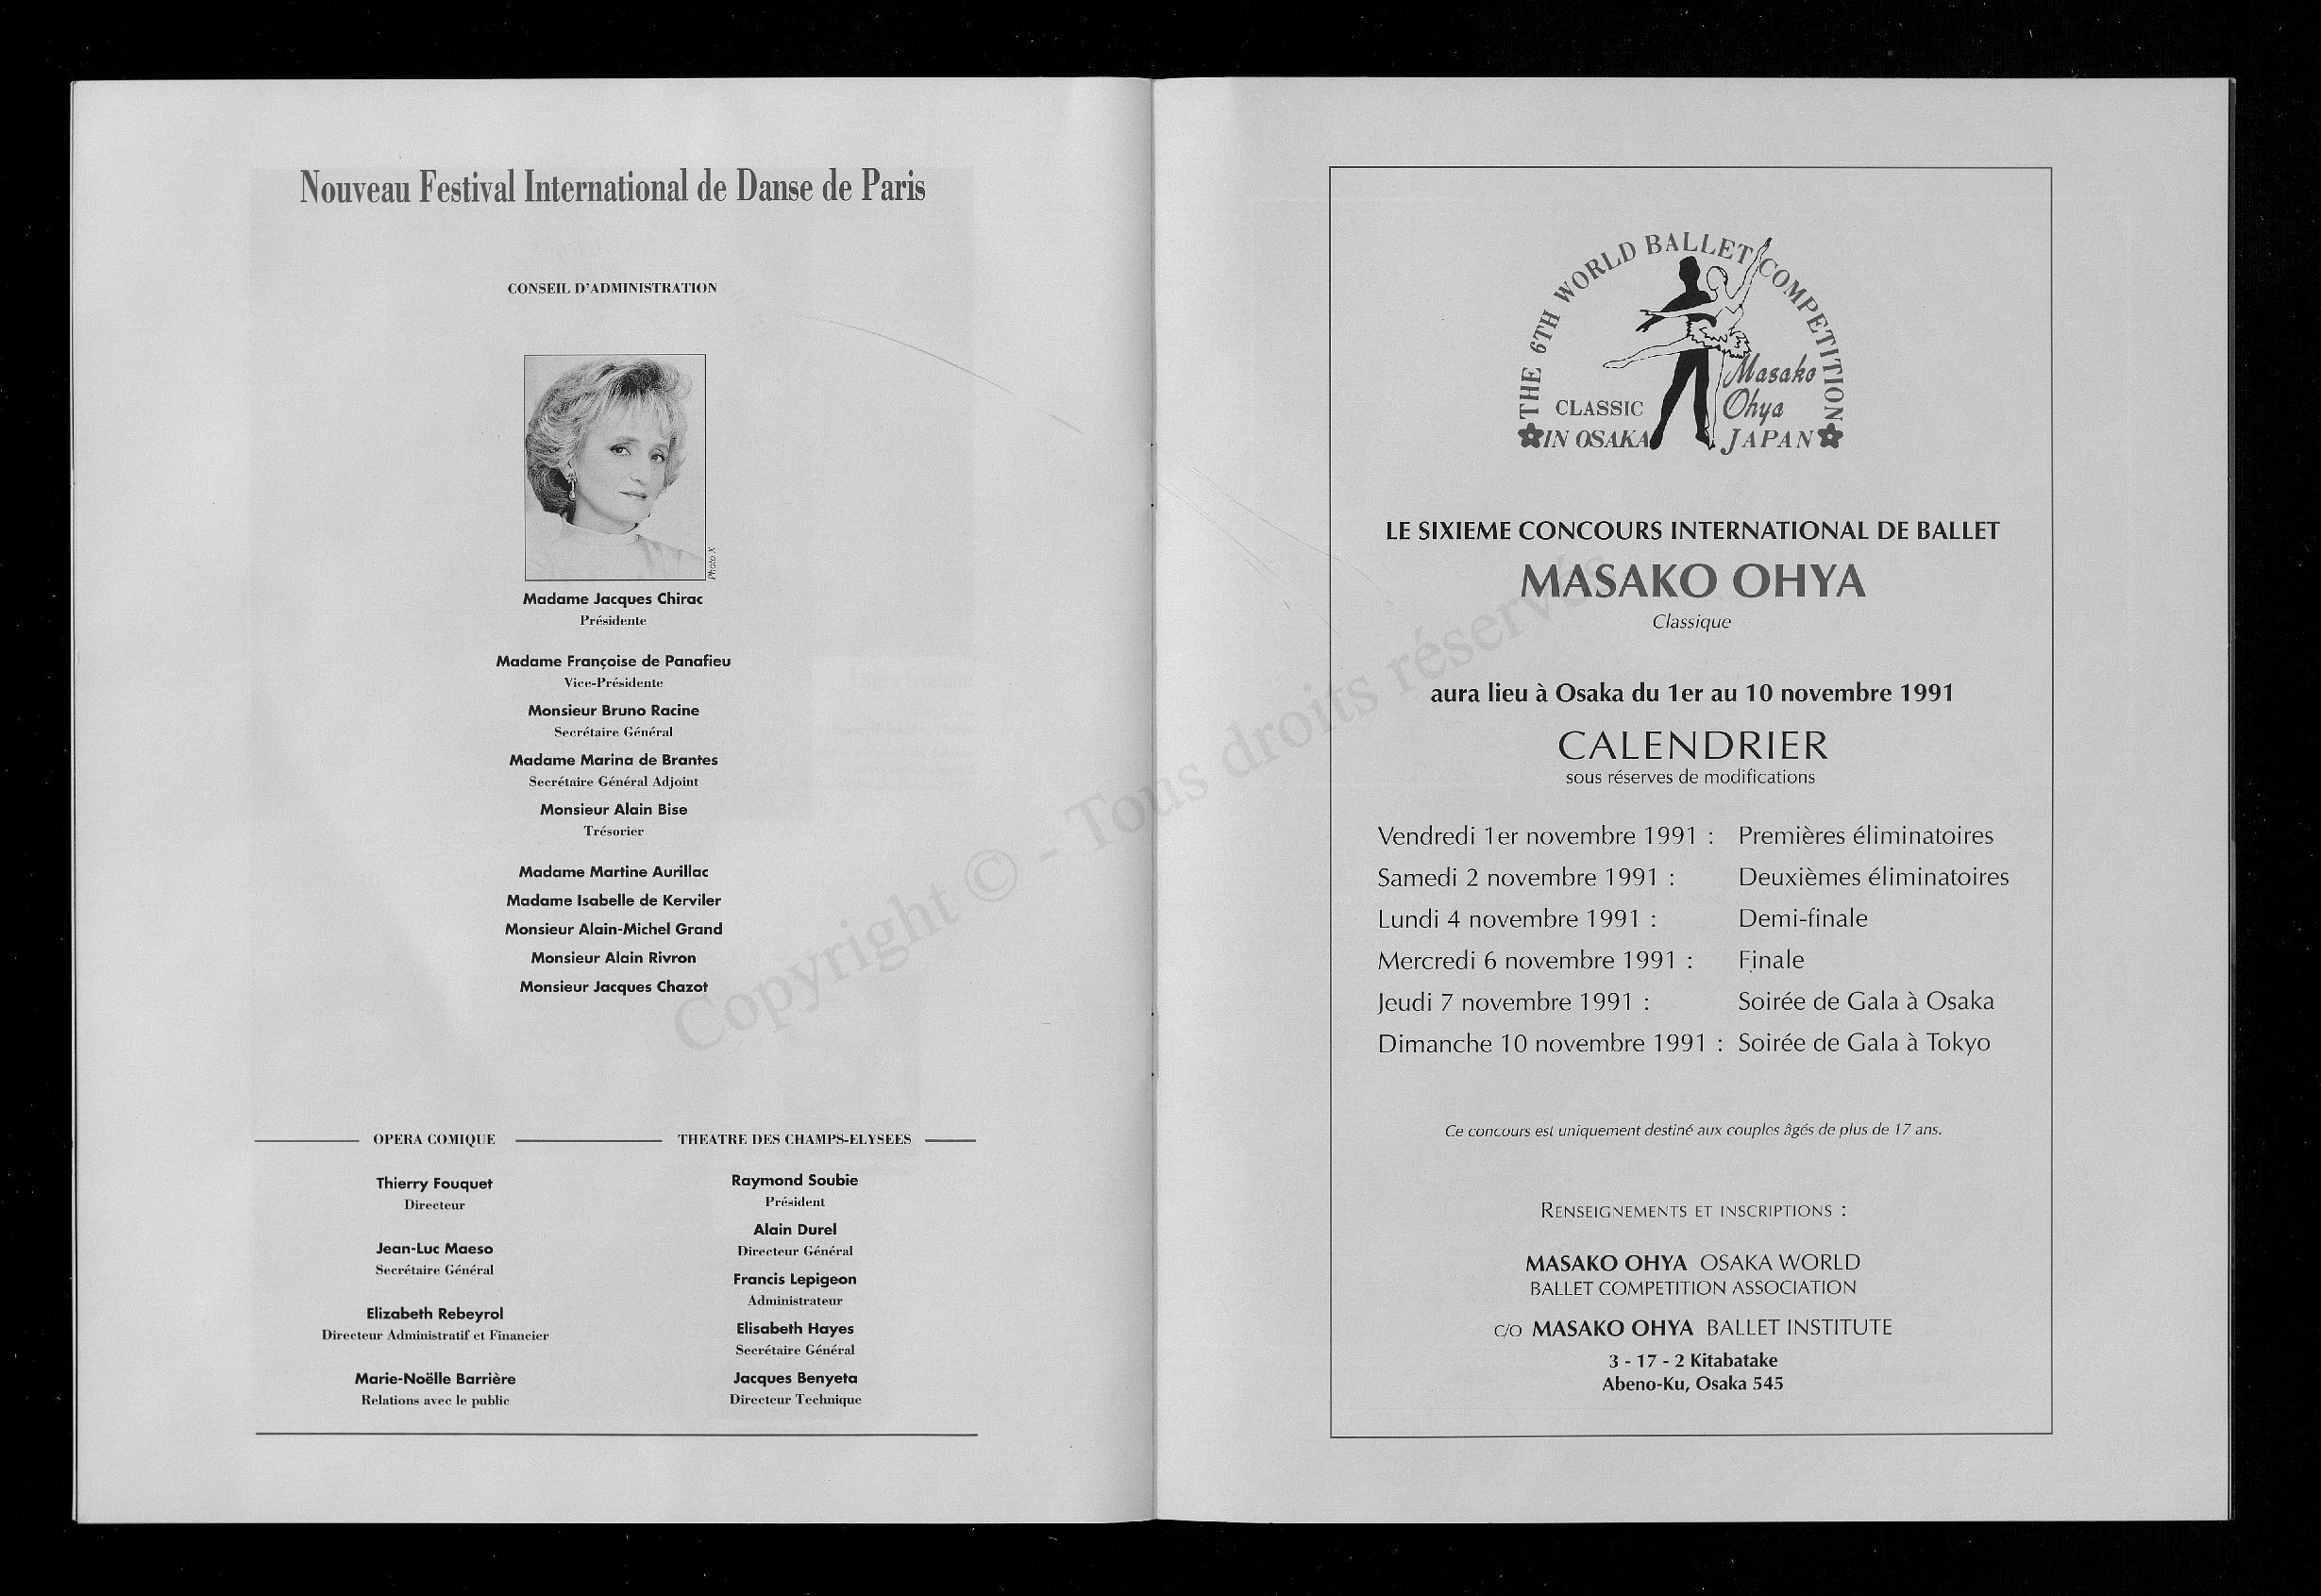 Nouveau Festival International de Danse de Paris
CONSEIL D'ADMINISTRATION
Photo X
Madame Jacques Chirac
Présidente
Madame Françoise de Panafieu
Vice-Présidente
Monsieur Bruno Racine
Secrétaire Général
Madame Marina de Brantes
Secrétaire Général Adjoint
Monsieur Alain Bise
Trésorier
Madame Martine Aurillac
Madame Isabelle de Kerviler
Monsieur Alain-Michel Grand
Monsieur Alain Rivron
Monsieur Jacques Chazot
OPERA COMIQUE
Thierry Fouquet
Directeur
Jean-Luc Maeso
Secrétaire Général
Elizabeth Rebeyrol
Directeur Administratif et Financier
Marie-Noëlle Barrière
Relations avec le public
THEATRE DES CHAMPS-ELYSEES
Raymond Soubie
Président
Alain Durel
Directeur Général
Francis Lepigeon
Administrateur
Elisabeth Hayes
Secrétaire Général
Jacques Benyeta
Directeur Technique
Copyright © - Tous droits réservés
THE 6TH WORLD BALLET COMPETITION
Masako
CLASSIC Ohya
IN OSAKA JAPAN
LE SIXIEME CONCOURS INTERNATIONAL DE BALLET
MASAKO OHYA
Classique
aura lieu à Osaka du 1er au 10 novembre 1991
CALENDRIER
sous réserves de modifications
Vendredi 1er novembre 1991 : Premières éliminatoires
Samedi 2 novembre 1991 : Deuxièmes éliminatoires
Lundi 4 novembre 1991 : Demi-finale
Mercredi 6 novembre 1991 : Finale
Jeudi 7 novembre 1991 : Soirée de Gala à Osaka
Dimanche 10 novembre 1991 : Soirée de Gala à Tokyo
Ce concours est uniquement destiné aux couples âgés de plus de 17 ans.
RENSEIGNEMENTS ET INSCRIPTIONS :
MASAKO OHYA OSAKA WORLD
BALLET COMPETITION ASSOCIATION
C/O MASAKO OHYA BALLET INSTITUTE
3 - 17 - 2 Kitabatake
Abeno-Ku, Osaka 545